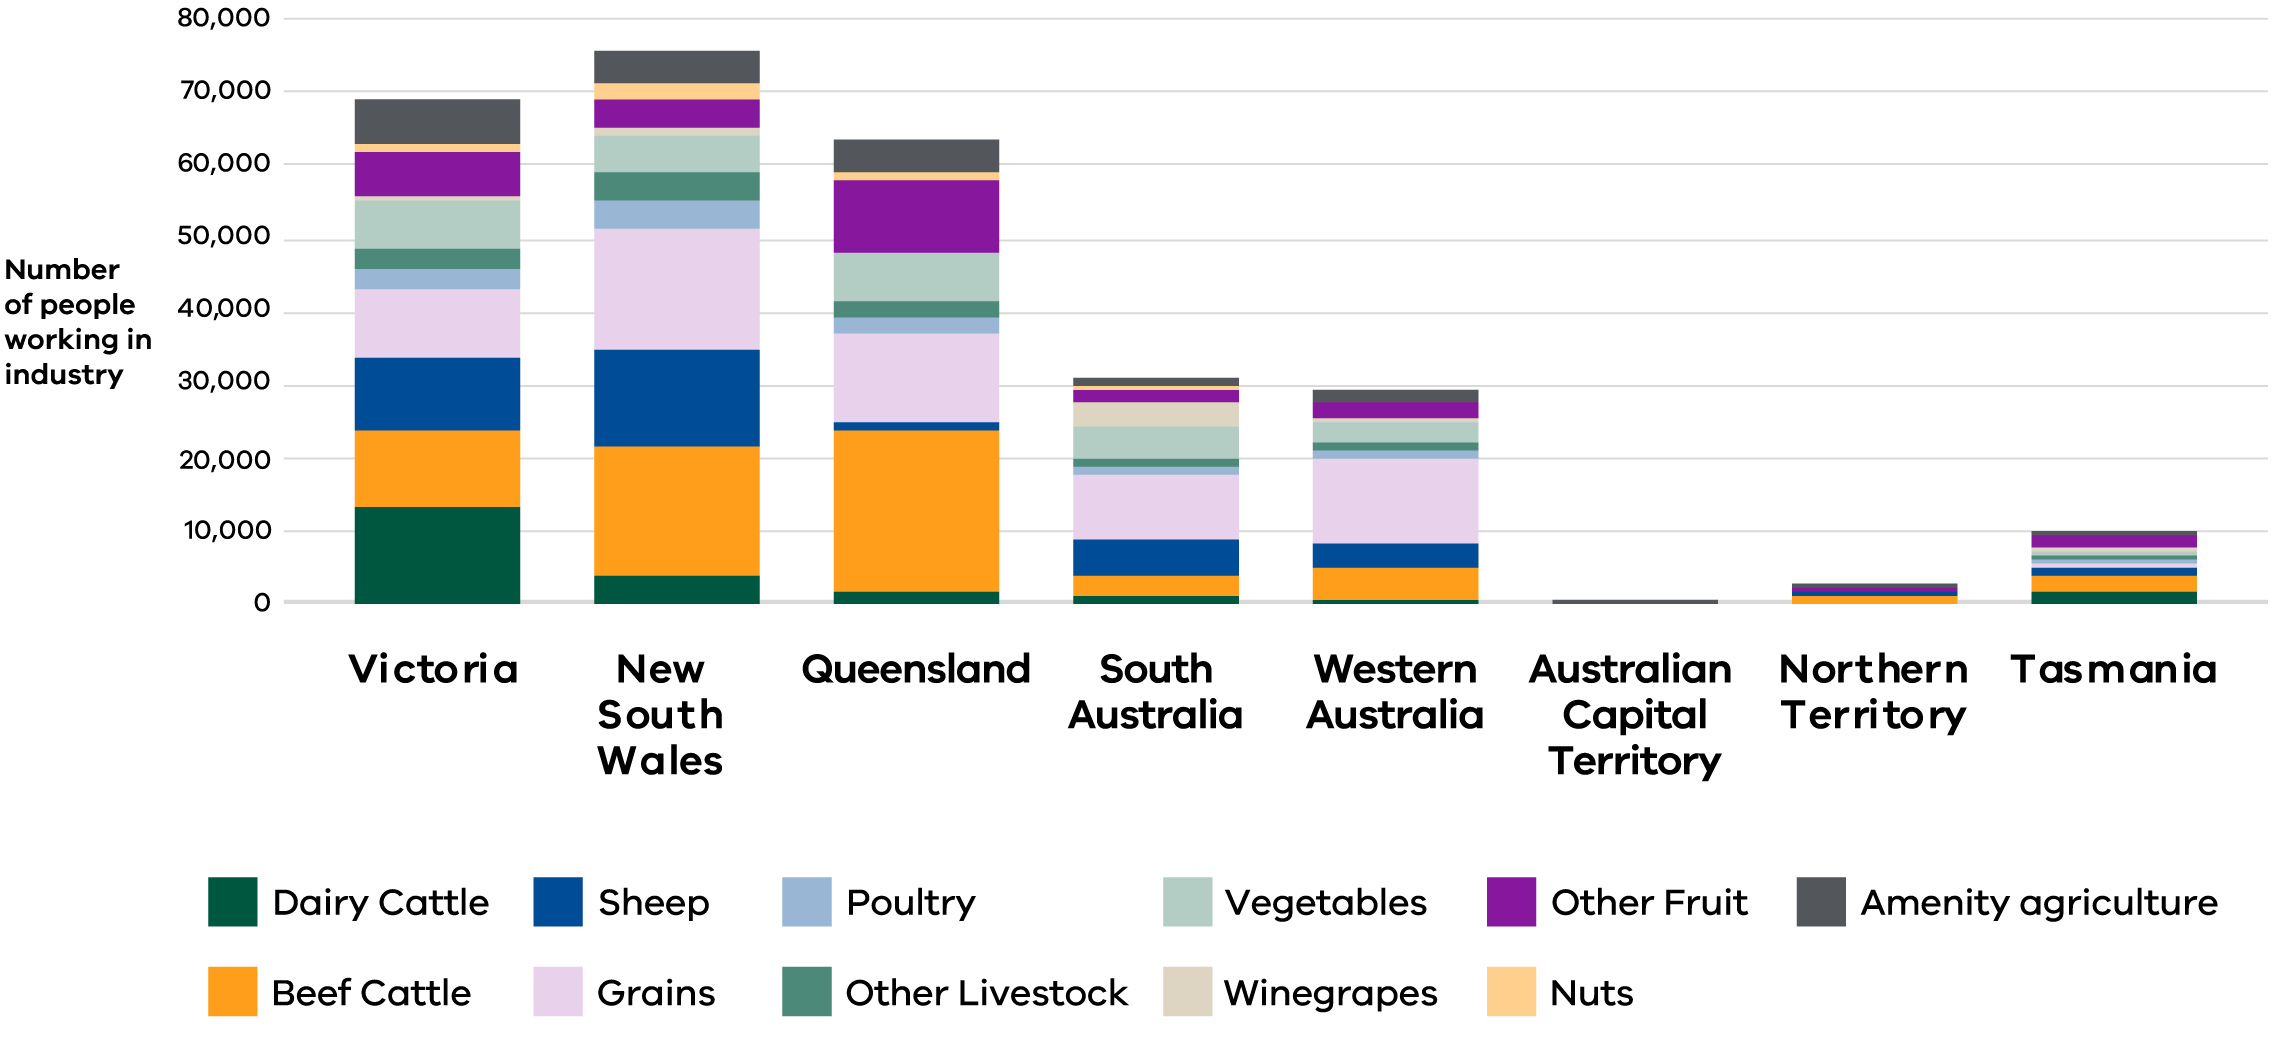 80,000
70,000
60,000
50,000
40,000
30,000
20,000
10,000
0
Number
of people
working in
industry
Victoria
New
South
Wales
Queensland
South
Australia
Western
Australia
Australian
Capital
Territory
Northern
Territory
Tasmania
Dairy Cattle
Sheep
Poultry
Vegetables
Other Fruit
Amenity agriculture
Beef Cattle
Grains
Other Livestock
Winegrapes
Nuts